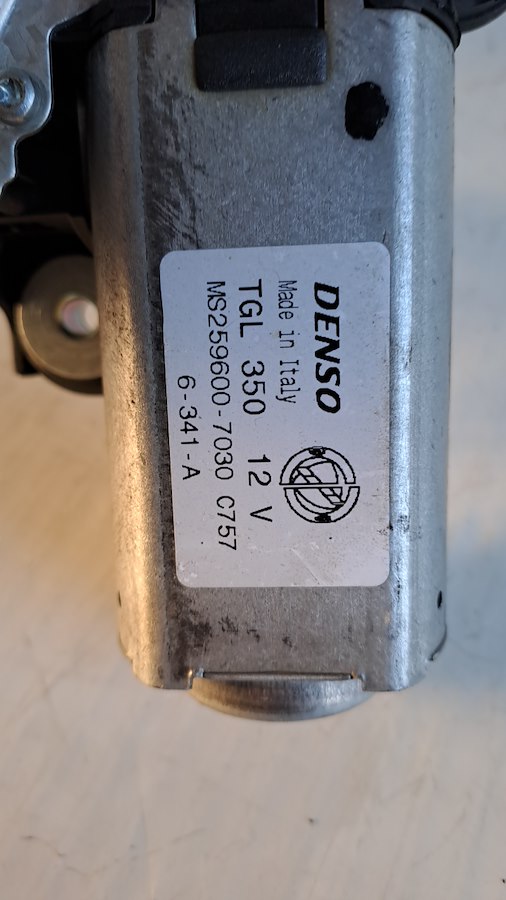 DENSO
Made in Italy
TGL 350 12 V
MS259600-7030 C757
6-341-A